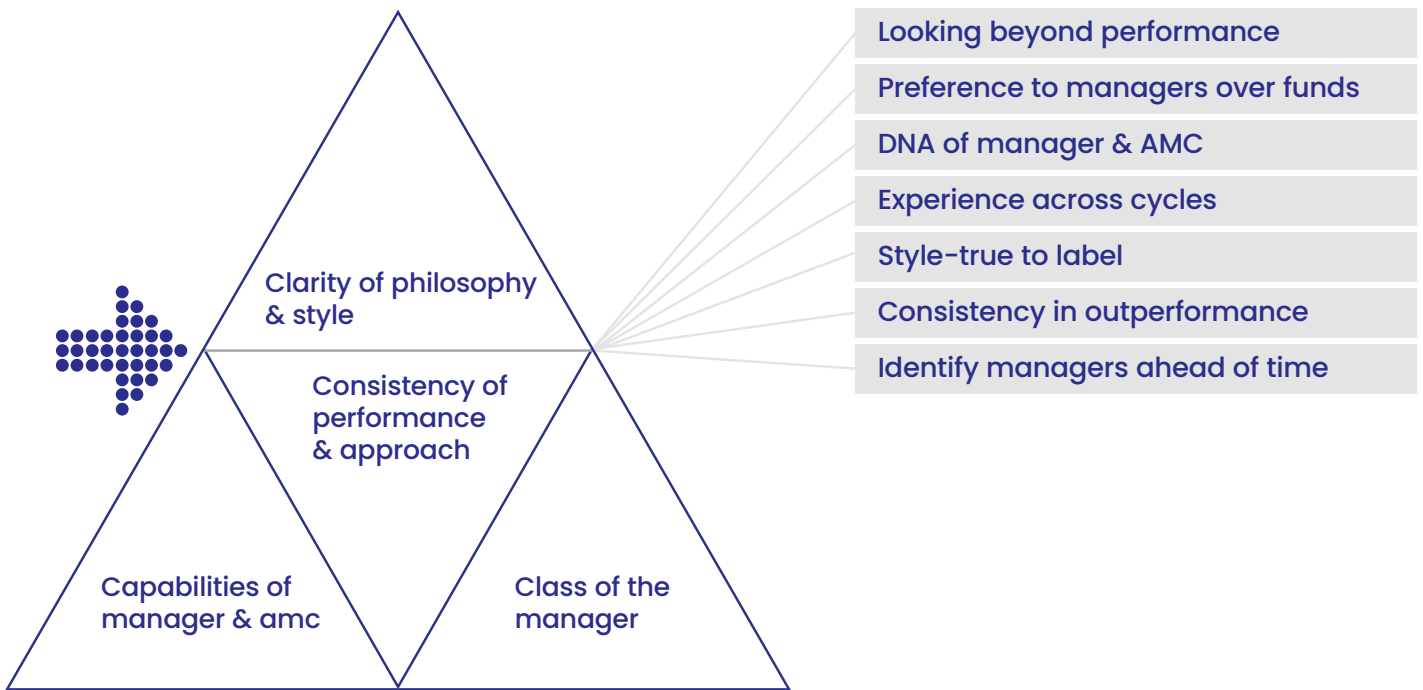 Clarity of philosophy
& style
Consistency of
performance
& approach
Capabilities of
manager & amc
Class of the
manager
Looking beyond performance
Preference to managers over funds
DNA of manager & AMC
Experience across cycles
Style-true to label
Consistency in outperformance
Identify managers ahead of time